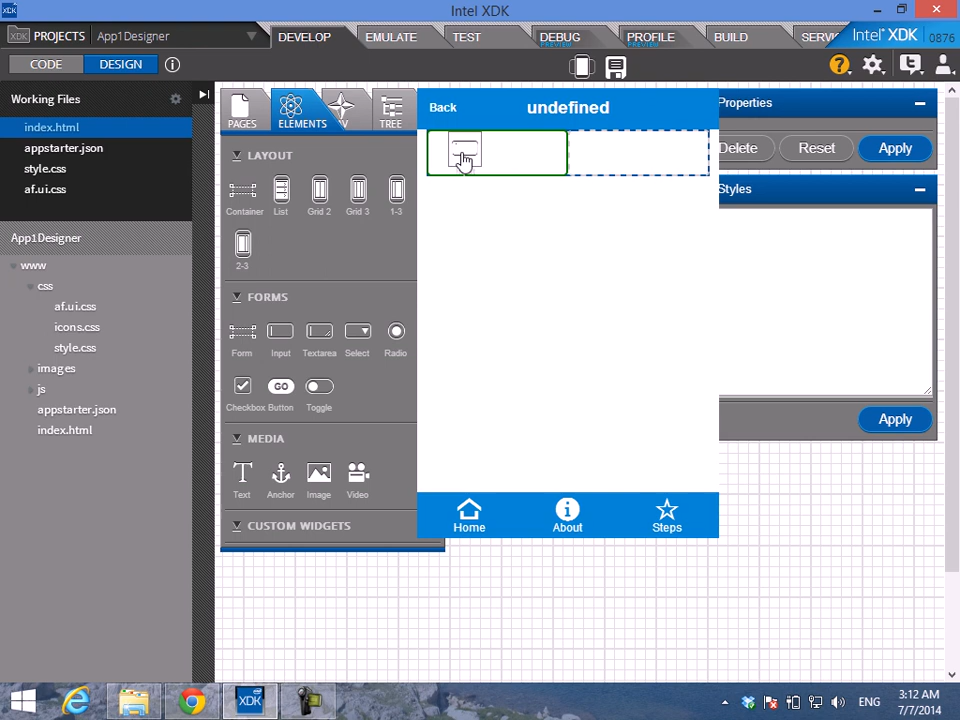 XDK
Intel XDK
PROJECTS
App1Designer
DEVELOP
EMULATE
TEST
DEBUG
PREVIEW
PROFILE
PREVIEW
BUILD
Intel XDK
0876
CODE
DESIGN
Working Files
index.html
appstarter.json
style.css
af.ui.css
App1Designer
www
css
af.ui.css
icons.css
style.css
images
js
appstarter.json
index.html
PAGES
ELEMENTS
TREE
LAYOUT
Container
List
Grid 2
Grid 3
1-3
2-3
FORMS
Form
Input
Textarea
Select
Radio
Checkbox
GO
Button
Toggle
MEDIA
T
Text
Anchor
Image
Video
CUSTOM WIDGETS
Back
undefined
Home
About
Steps
Properties
Delete
Reset
Apply
Styles
Apply
XDK
ENG
3:12 AM
7/7/2014